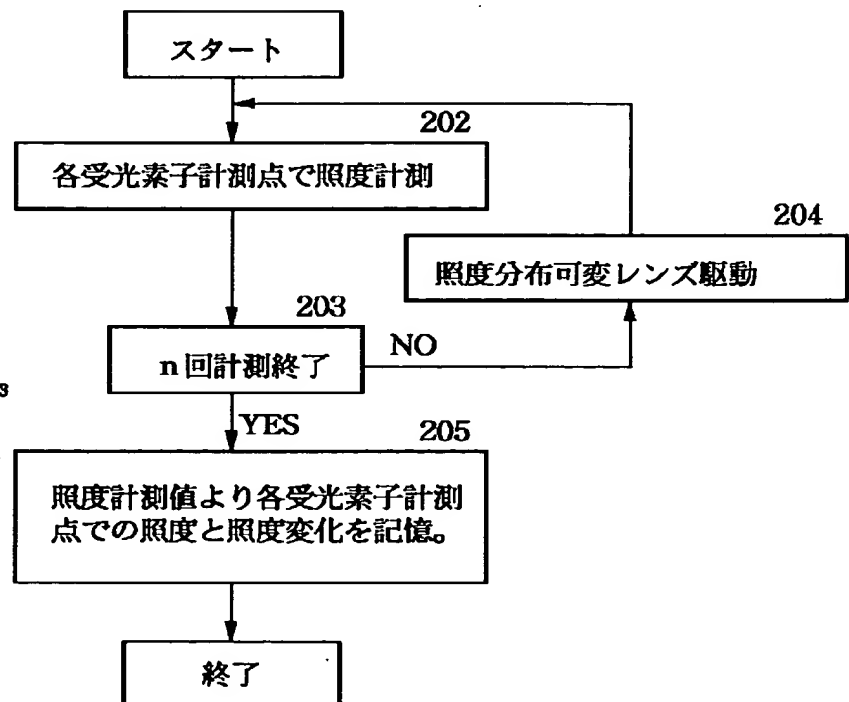 スタート
202
各受光素子計測点で照度計測
204
照度分布可変レンズ駆動
203
n回計測終了
NO
YES
205
照度計測値より各受光素子計測
点での照度と照度変化を記憶。
終了